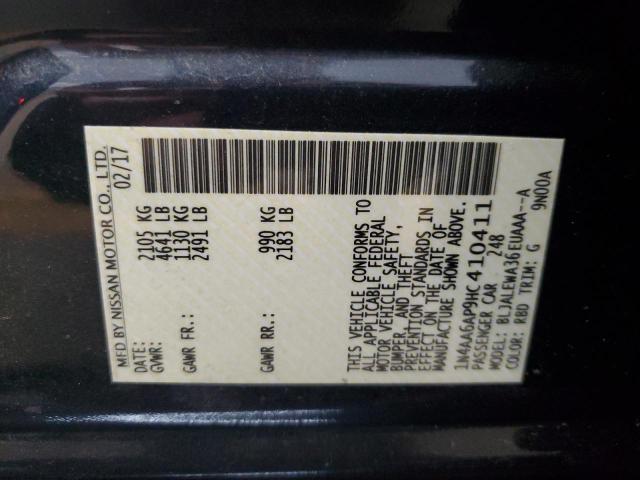 MFD BY NISSAN MOTOR CO., LTD.
DATE: 02/17
GVWR: 2105 KG
4641 LB
GAWR FR.: 1130 KG
2491 LB
GAWR RR.: 990 KG
2183 LB
THIS VEHICLE CONFORMS TO
ALL APPLICABLE FEDERAL
MOTOR VEHICLE SAFETY,
BUMPER, AND THEFT
PREVENTION STANDARDS IN
EFFECT ON THE DATE OF
MANUFACTURE SHOWN ABOVE.
1N4AA6AP9HC410411
PASSENGER CAR 248
MODEL: BLJALEWA36EUAAA--A
COLOR: RBD TRIM: G 9N00A